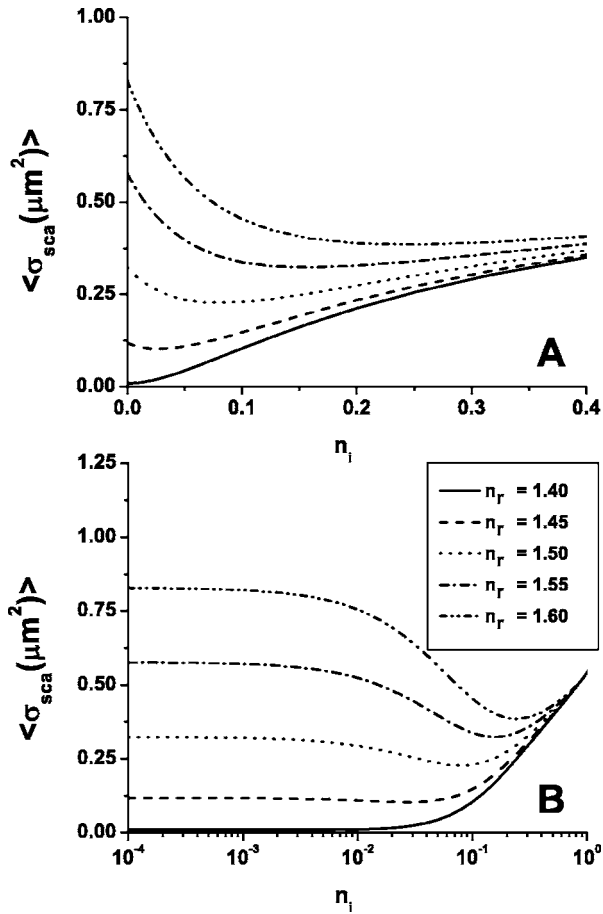 1.00
0.75
0.50
0.25
0.00
<σsca(μm²)>
A
0.0 0.1 0.2 0.3 0.4
ni
1.25
1.00
0.75
0.50
0.25
0.00
<σsca(μm²)>
nr = 1.40
nr = 1.45
nr = 1.50
nr = 1.55
nr = 1.60
B
10⁻⁴ 10⁻³ 10⁻² 10⁻¹ 10⁰
ni